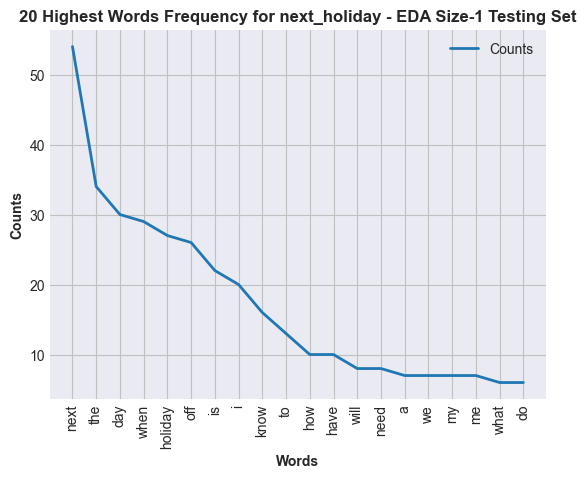 20 Highest Words Frequency for next_holiday - EDA Size-1 Testing Set
Counts
50
40
30
20
10
Counts
next
the
day
when
holiday
off
is
i
know
to
how
have
will
need
a
we
my
me
what
do
Words